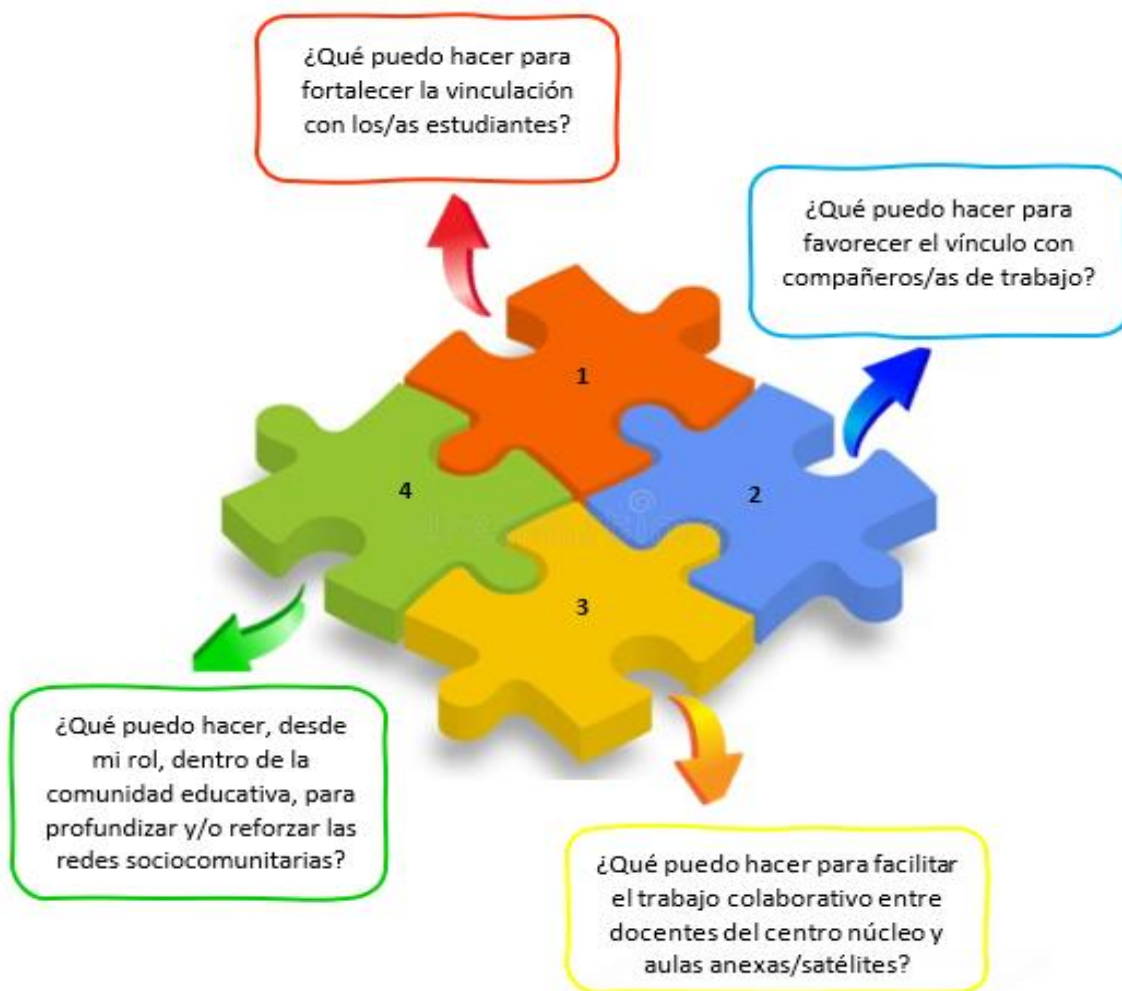 ¿Qué puedo hacer para
fortalecer la vinculación
con los/as estudiantes?
¿Qué puedo hacer para
favorecer el vínculo con
compañeros/as de trabajo?
1
2
4
3
¿Qué puedo hacer, desde
mi rol, dentro de la
comunidad educativa, para
profundizar y/o reforzar las
redes sociocomunitarias?
¿Qué puedo hacer para facilitar
el trabajo colaborativo entre
docentes del centro núcleo y
aulas anexas/satélites?